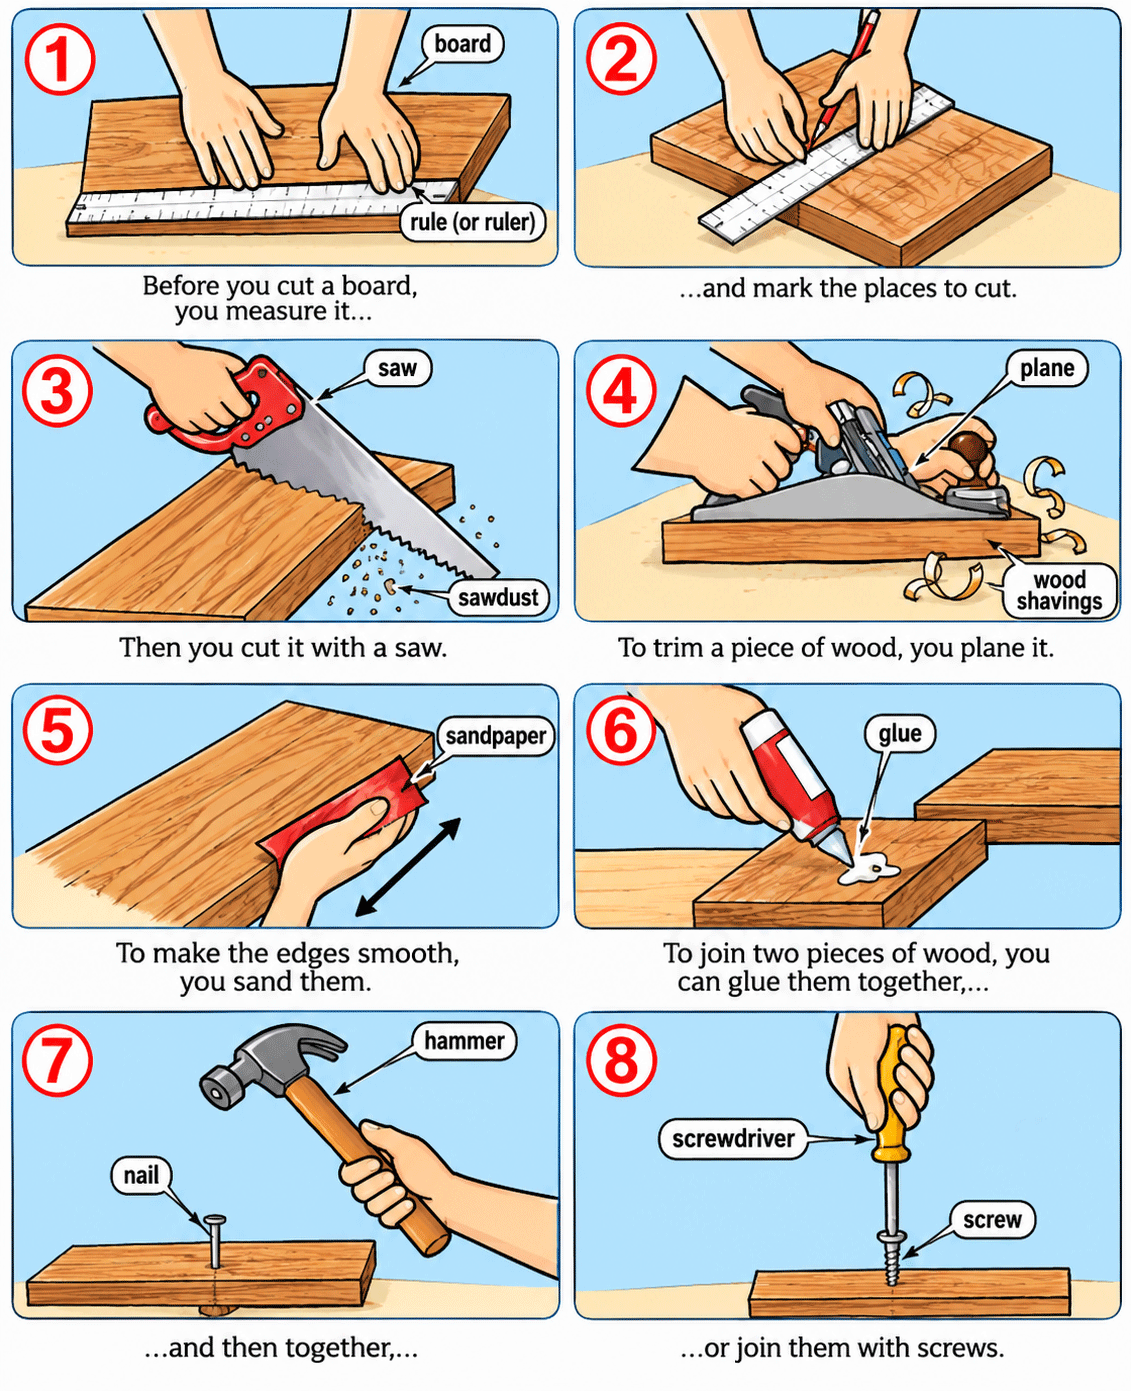 1
board
rule (or ruler)
Before you cut a board,
you measure it...
2
...and mark the places to cut.
3
saw
sawdust
Then you cut it with a saw.
4
plane
wood
shavings
To trim a piece of wood, you plane it.
5
sandpaper
To make the edges smooth,
you sand them.
6
glue
To join two pieces of wood, you
can glue them together,...
7
hammer
nail
...and then together,...
8
screwdriver
screw
...or join them with screws.